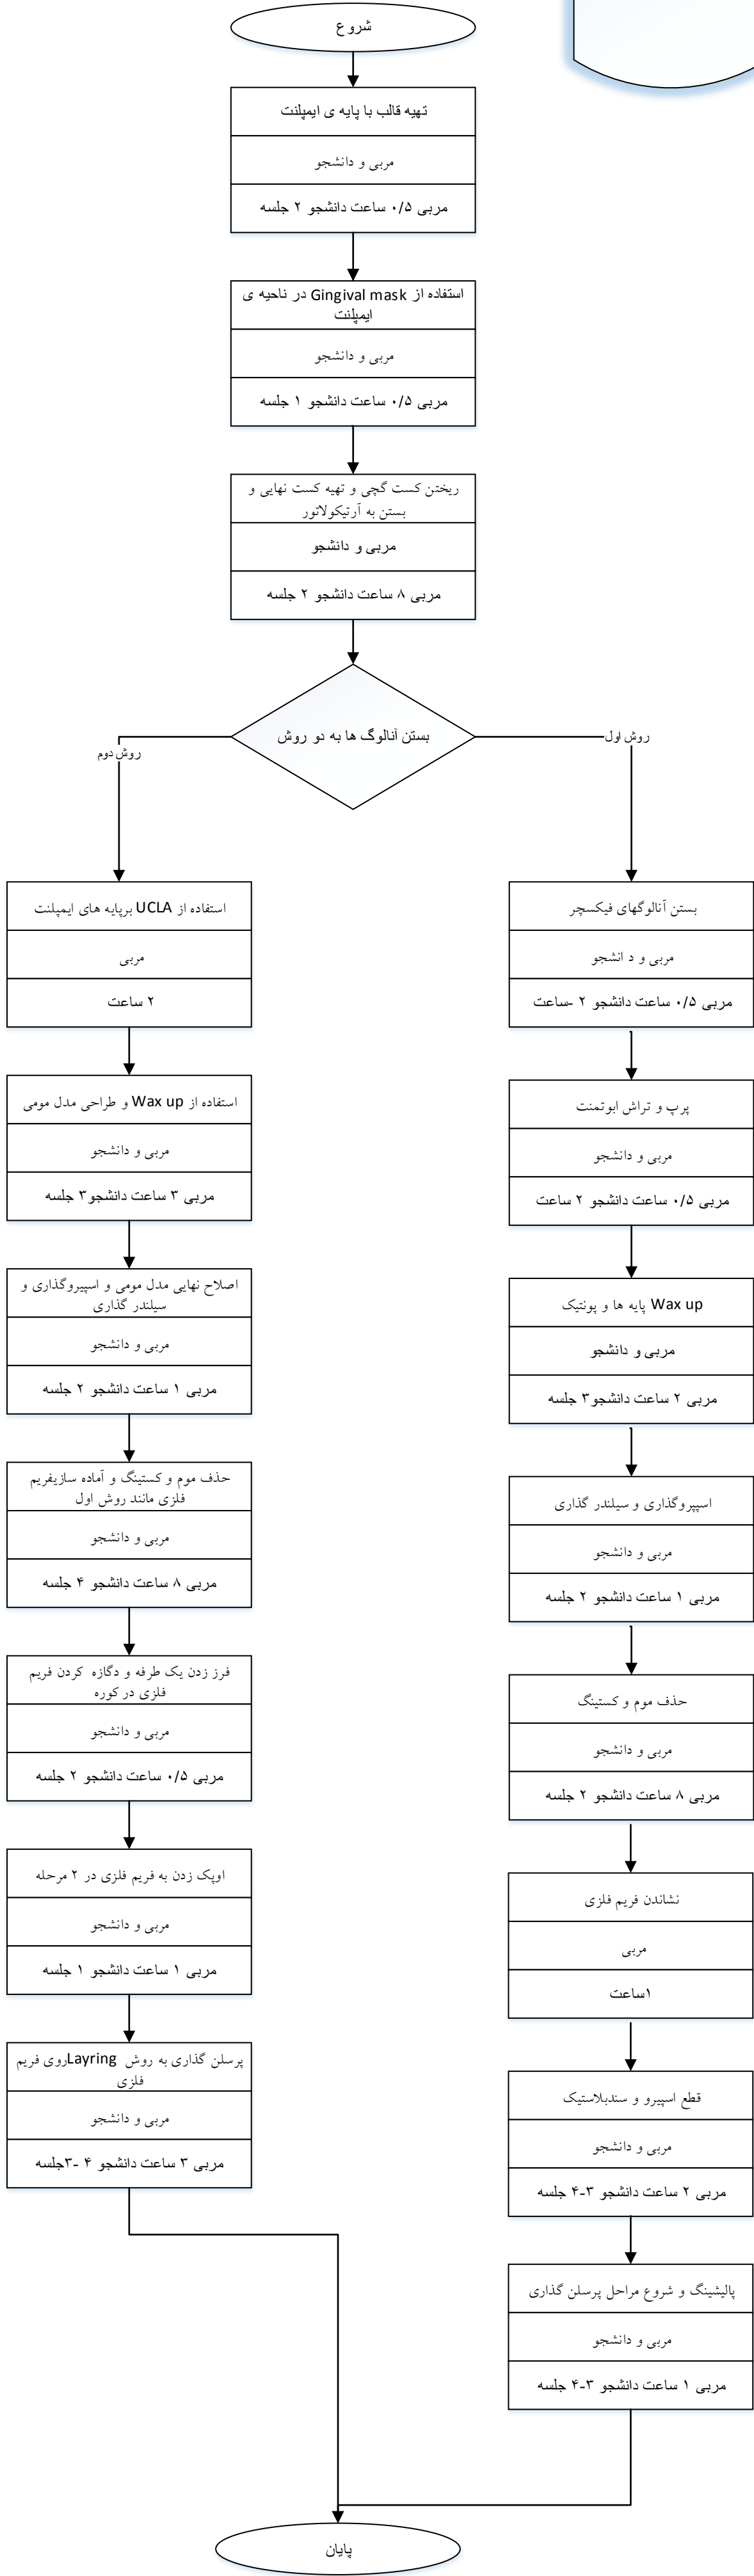 شروع
تهیه قالب با پایه ی ایمپلنت
مربی و دانشجو
مربی ۰/۵ ساعت دانشجو ۲ جلسه
استفاده از Gingival mask در ناحیه ی
ایمپلنت
مربی و دانشجو
مربی ۰/۵ ساعت دانشجو ۱ جلسه
ریختن کست گچی و تهیه کست نهایی و
بستن به آرتیکولاتور
مربی و دانشجو
مربی ۸ ساعت دانشجو ۲ جلسه
بستن آنالوگ ها به دو روش
روش اول
بستن آنالوگهای فیکسچر
مربی و د انشجو
مربی ۰/۵ ساعت دانشجو ۲ -ساعت
پرپ و تراش ابوتمنت
مربی و دانشجو
مربی ۰/۵ ساعت دانشجو ۲ ساعت
Wax up پایه ها و پونتیک
مربی و دانشجو
مربی ۲ ساعت دانشجو۳ جلسه
اسپیروگذاری و سیلندر گذاری
مربی و دانشجو
مربی ۱ ساعت دانشجو ۲ جلسه
حذف موم و کستینگ
مربی و دانشجو
مربی ۸ ساعت دانشجو ۲ جلسه
نشاندن فریم فلزی
مربی
۱ساعت
قطع اسپیرو و سندبلاستیک
مربی و دانشجو
مربی ۲ ساعت دانشجو ۳-۴ جلسه
پالیشینگ و شروع مراحل پرسلن گذاری
مربی و دانشجو
مربی ۱ ساعت دانشجو ۳-۴ جلسه
روش دوم
استفاده از UCLA برپایه های ایمپلنت
مربی
۲ ساعت
استفاده از Wax up و طراحی مدل مومی
مربی و دانشجو
مربی ۳ ساعت دانشجو۳ جلسه
اصلاح نهایی مدل مومی و اسپیروگذاری و
سیلندر گذاری
مربی و دانشجو
مربی ۱ ساعت دانشجو ۲ جلسه
حذف موم و کستینگ و آماده سازیفریم
فلزی مانند روش اول
مربی و دانشجو
مربی ۸ ساعت دانشجو ۴ جلسه
فرز زدن یک طرفه و دگازه کردن فریم
فلزی در کوره
مربی و دانشجو
مربی ۰/۵ ساعت دانشجو ۲ جلسه
اوپک زدن به فریم فلزی در ۲ مرحله
مربی و دانشجو
مربی ۱ ساعت دانشجو ۱ جلسه
پرسلن گذاری به روش Layringروی فریم
فلزی
مربی و دانشجو
مربی ۳ ساعت دانشجو ۴ -۳جلسه
پایان